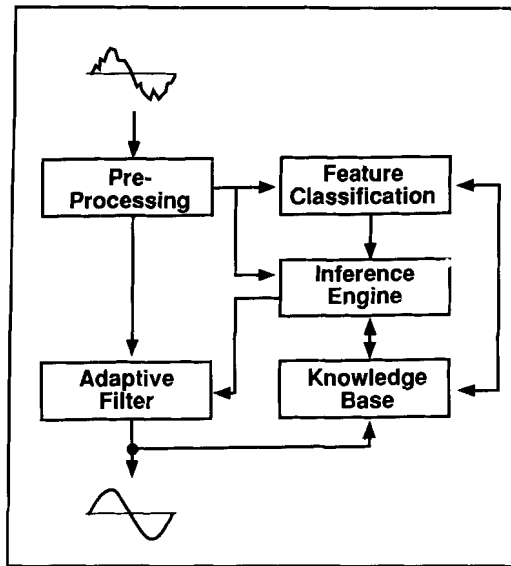 Pre-
Processing
Feature
Classification
Inference
Engine
Adaptive
Filter
Knowledge
Base